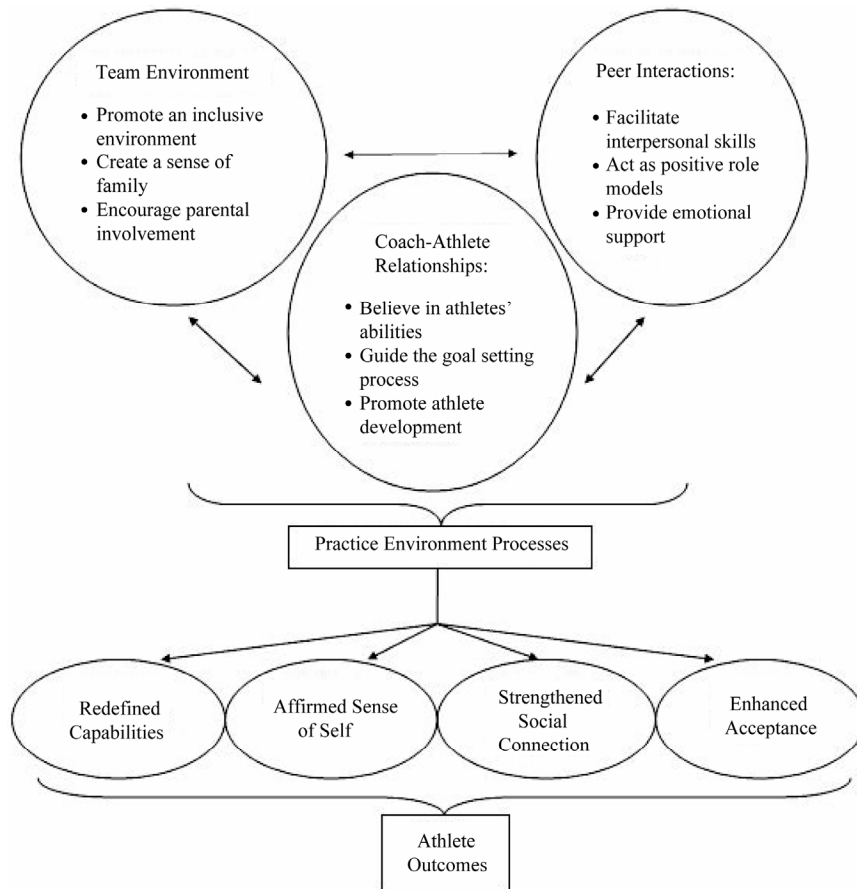 Team Environment
• Promote an inclusive
environment
• Create a sense of
family
• Encourage parental
involvement
Peer Interactions:
• Facilitate
interpersonal skills
• Act as positive role
models
• Provide emotional
support
Coach-Athlete
Relationships:
• Believe in athletes’
abilities
• Guide the goal setting
process
• Promote athlete
development
Practice Environment Processes
Redefined
Capabilities
Affirmed Sense
of Self
Strengthened
Social
Connection
Enhanced
Acceptance
Athlete
Outcomes